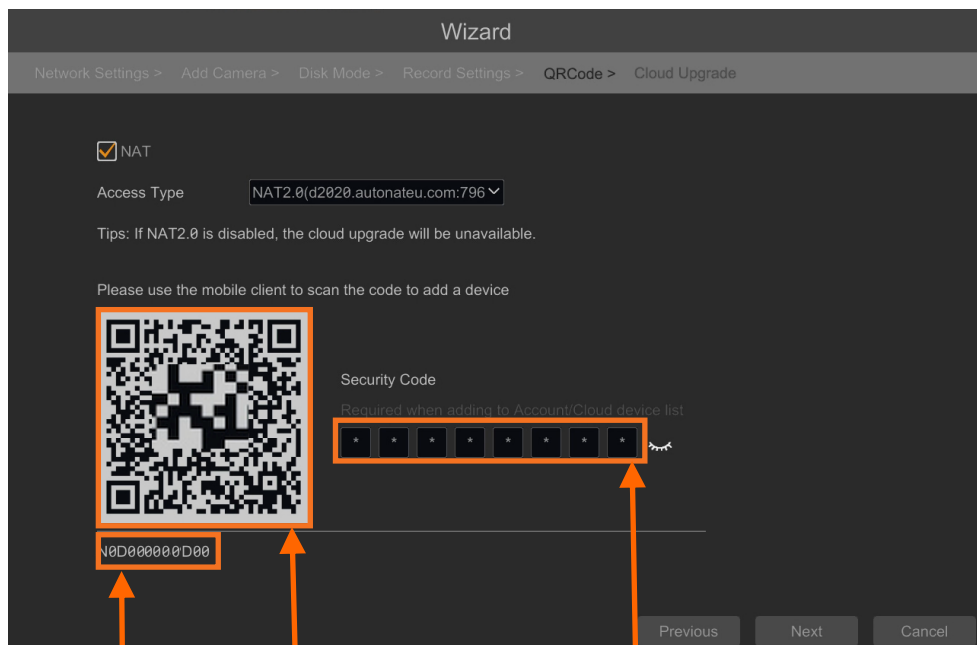 Wizard
Network Settings > Add Camera > Disk Mode > Record Settings > QRCode > Cloud Upgrade
NAT
Access Type NAT2.0(d2020.autonateu.com:796
Tips: If NAT2.0 is disabled, the cloud upgrade will be unavailable.
Please use the mobile client to scan the code to add a device
Security Code
Required when adding to Account/Cloud device list
* * * * * * * *
N0D000000'D00
Previous Next Cancel